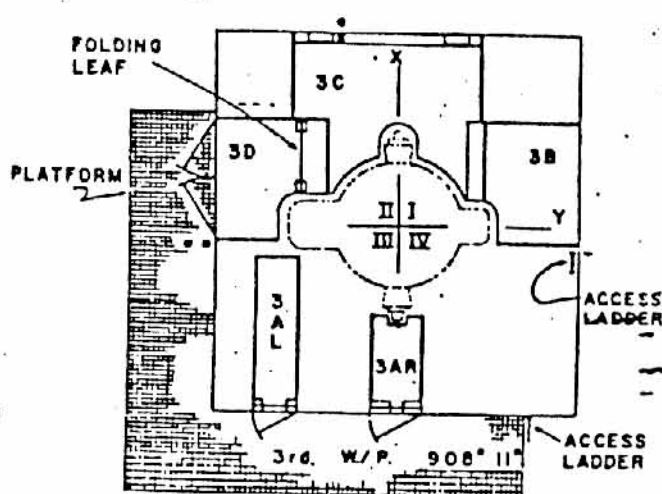 FOLDING
LEAF
X
3C
3D
3B
PLATFORM
II I
III IV
Y
3
A
L
3AR
ACCESS
LADDER
3rd. W/P. 908" 11"
ACCESS
LADDER